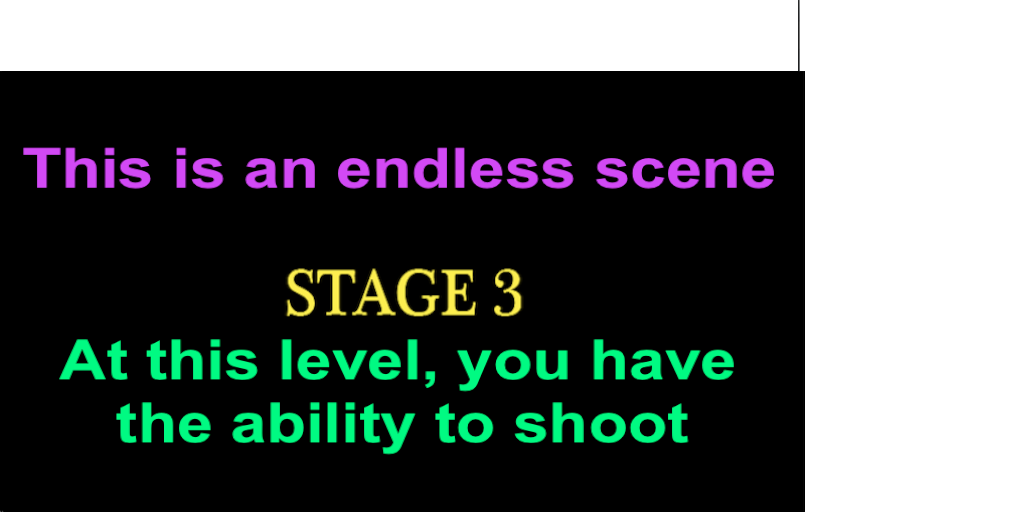 This is an endless scene
STAGE 3
At this level, you have
the ability to shoot